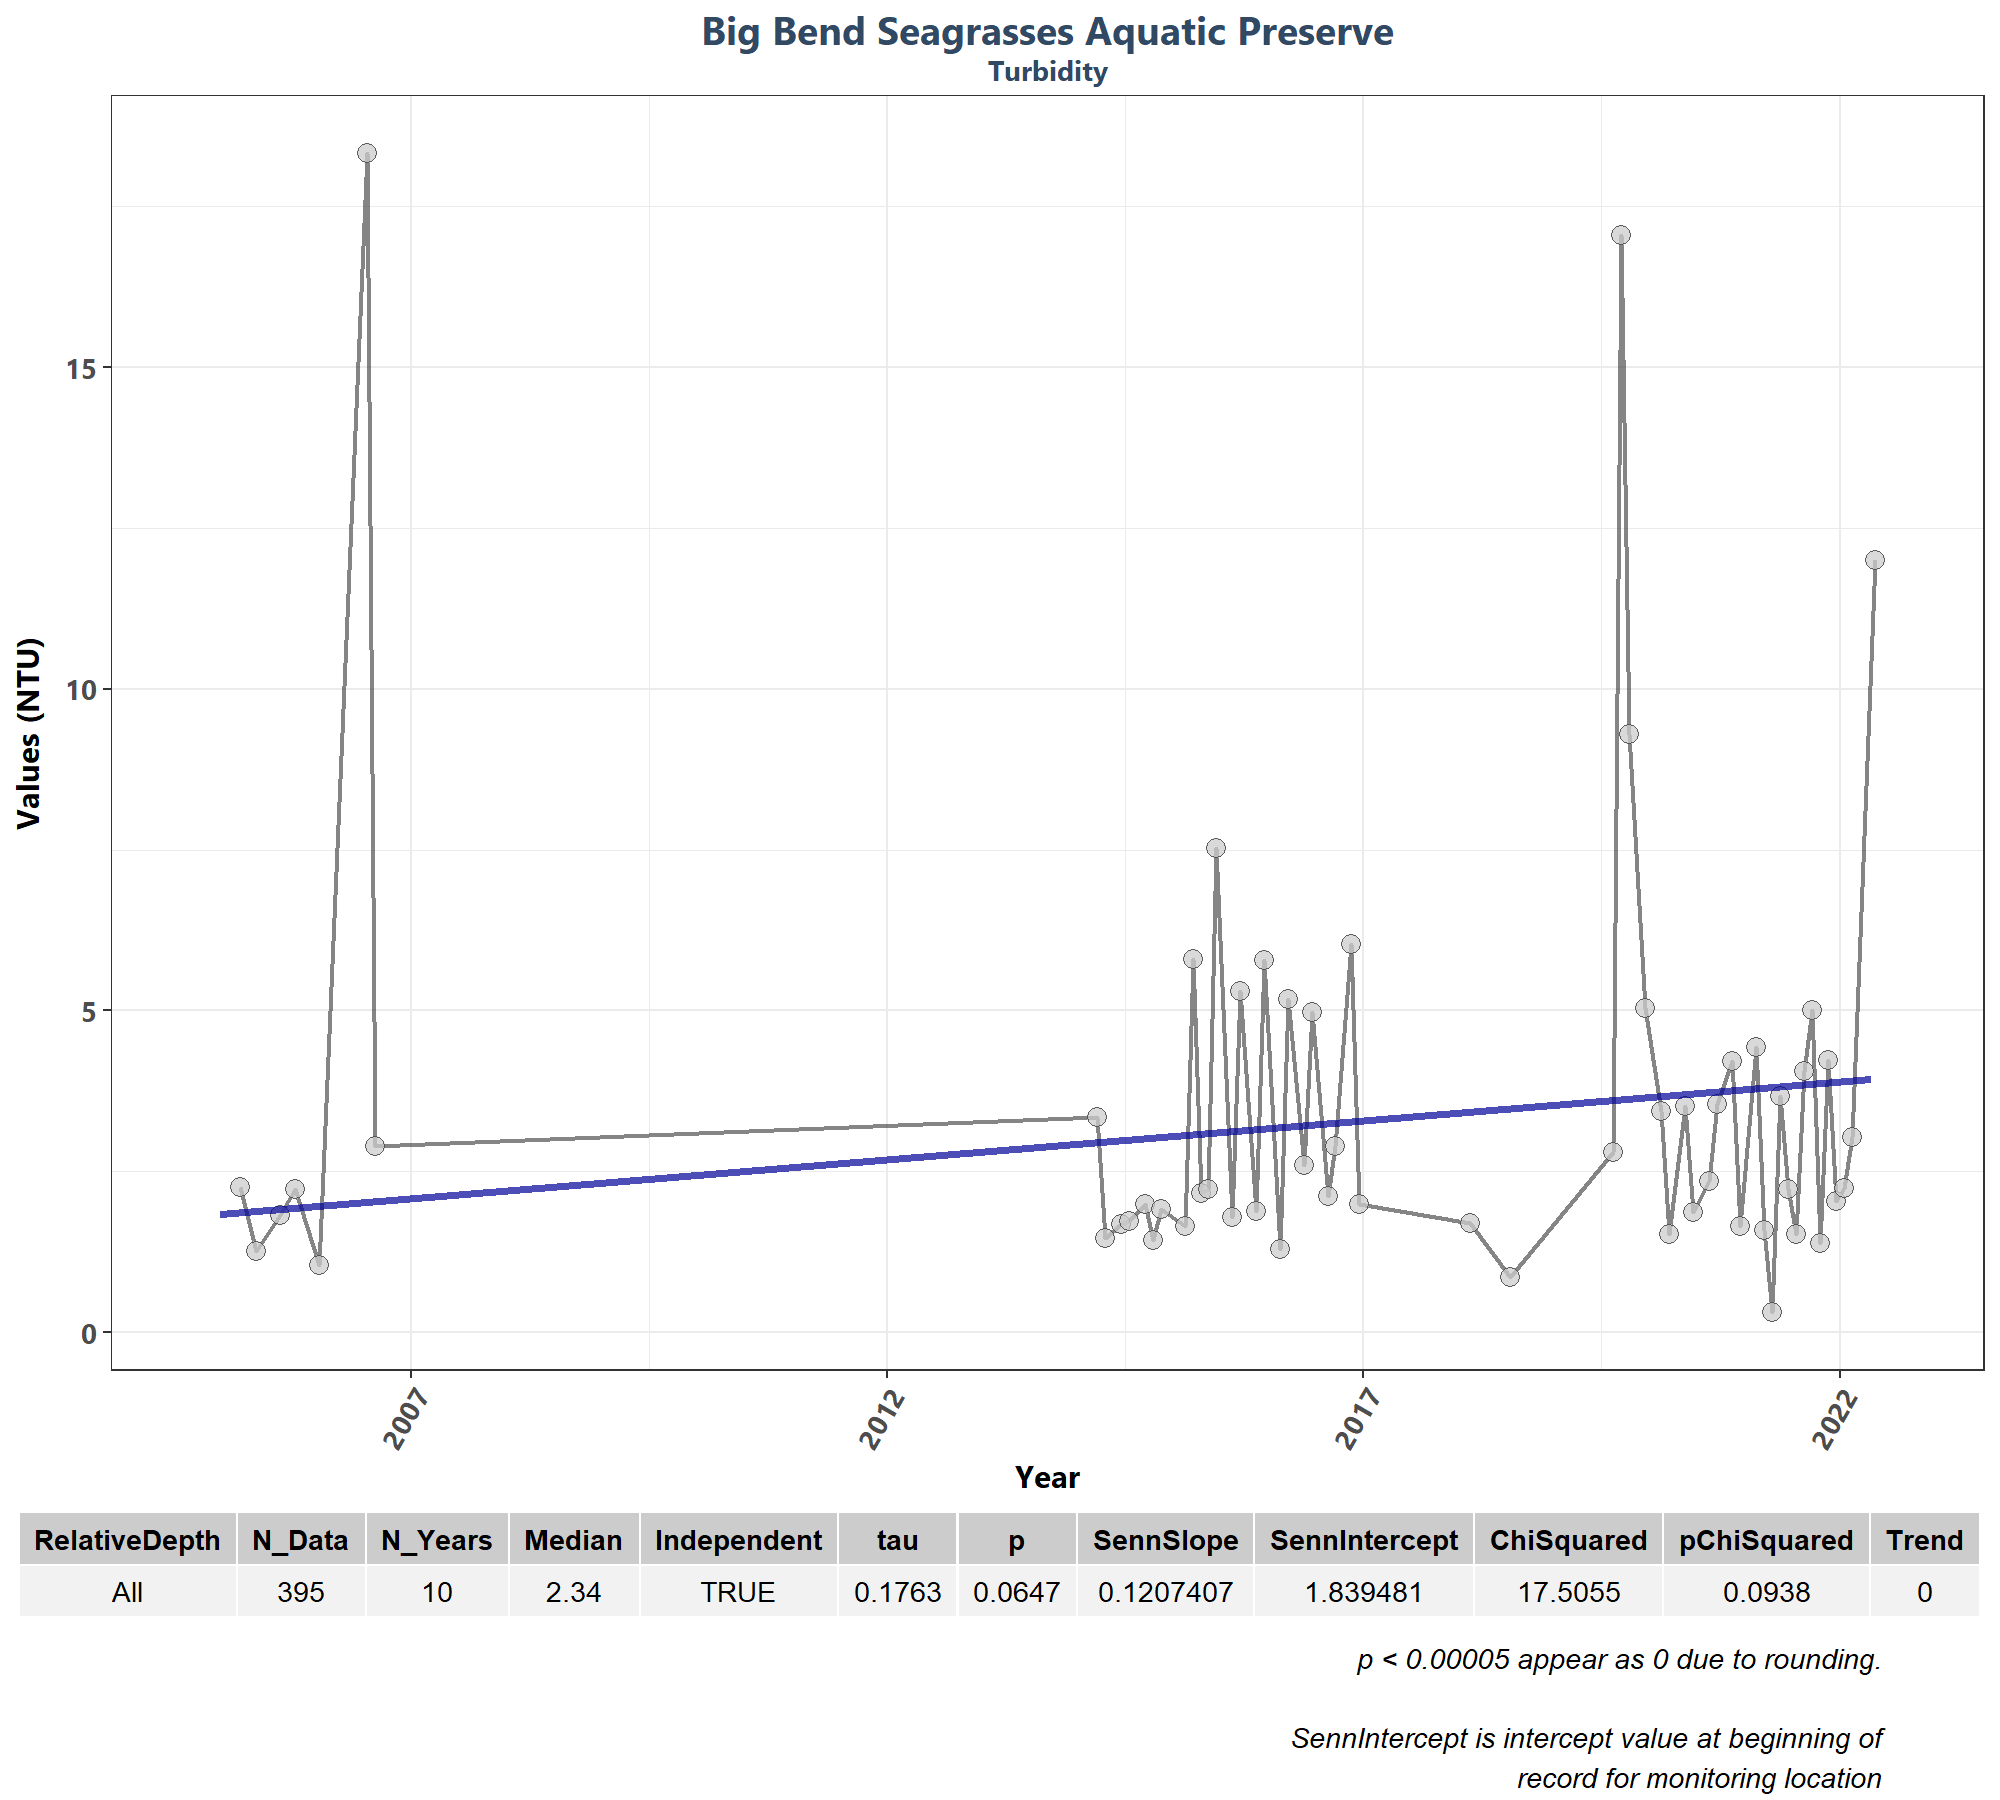 Big Bend Seagrasses Aquatic Preserve
Turbidity
Values (NTU)
15
10
5
0
2007 2012 2017 2022
Year
RelativeDepth N_Data N_Years Median Independent tau p SennSlope SennIntercept ChiSquared pChiSquared Trend
All 395 10 2.34 TRUE 0.1763 0.0647 0.1207407 1.839481 17.5055 0.0938 0
p < 0.00005 appear as 0 due to rounding.
SennIntercept is intercept value at beginning of
record for monitoring location